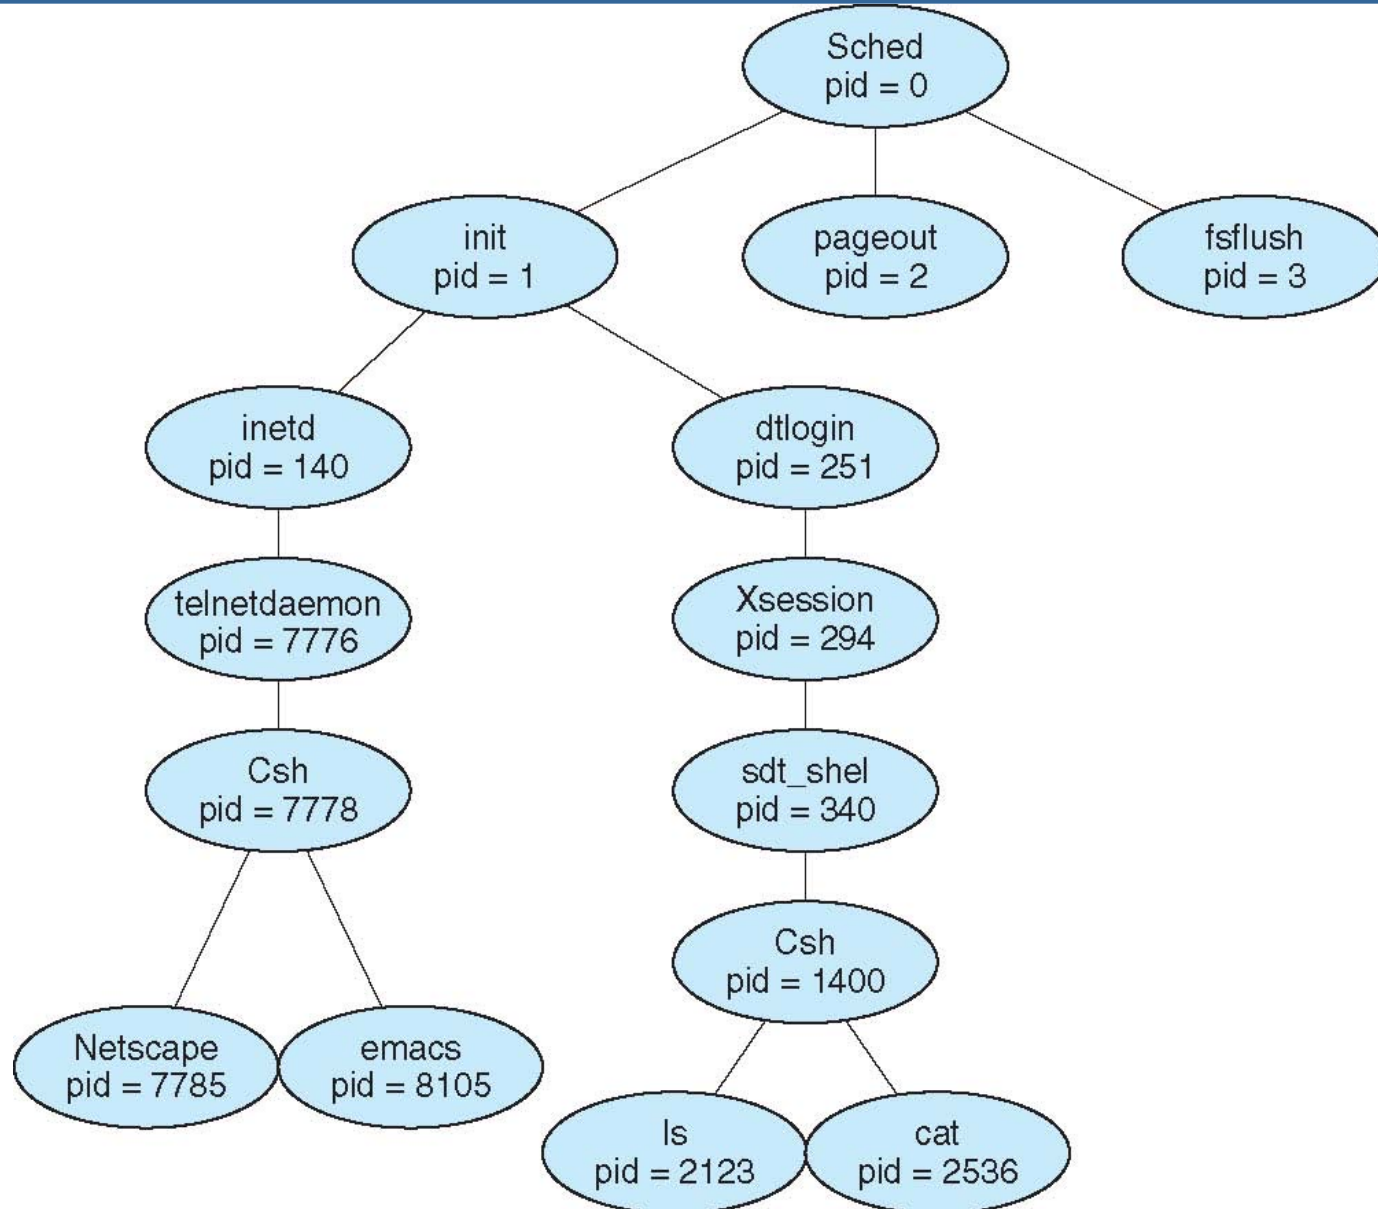 Sched
pid = 0
init
pid = 1
pageout
pid = 2
fsflush
pid = 3
inetd
pid = 140
dtlogin
pid = 251
telnetdaemon
pid = 7776
Xsession
pid = 294
Csh
pid = 7778
sdt_shel
pid = 340
Csh
pid = 1400
Netscape
pid = 7785
emacs
pid = 8105
ls
pid = 2123
cat
pid = 2536